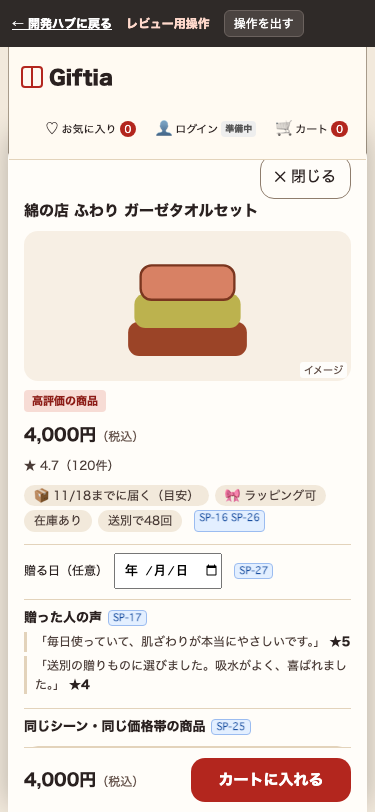 ← 開発ハブに戻る レビュー用操作 操作を出す
Giftia
♡ お気に入り 0 ログイン 準備中 カート 0
× 閉じる
綿の店 ふわり ガーゼタオルセット
イメージ
高評価の商品
4,000円（税込）
★ 4.7（120件）
11/18までに届く（目安） ラッピング可
在庫あり 送別で48回 SP-16 SP-26
贈る日（任意） 年 /月/日 SP-27
贈った人の声 SP-17
「毎日使っていて、肌ざわりが本当にやさしいです。」 ★5
「送別の贈りものに選びました。吸水がよく、喜ばれまし
た。」 ★4
同じシーン・同じ価格帯の商品 SP-25
4,000円（税込） カートに入れる